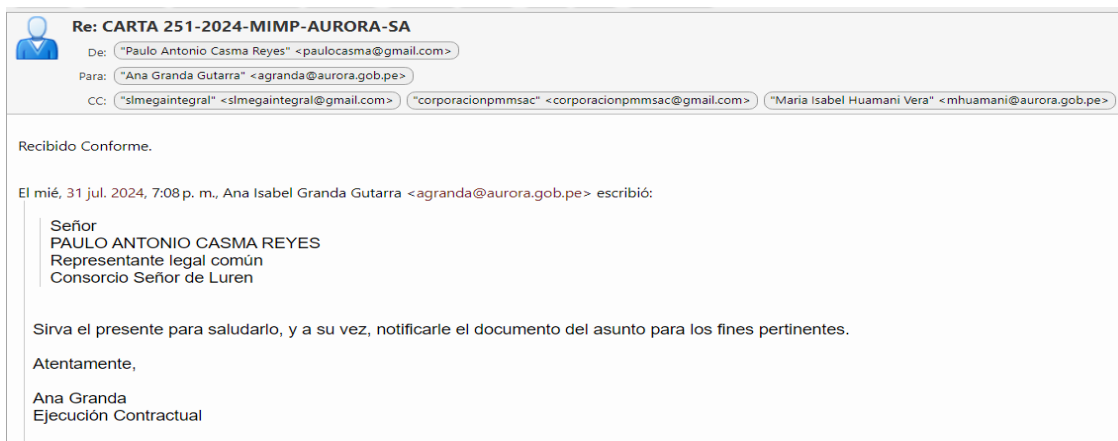 Re: CARTA 251-2024-MIMP-AURORA-SA
De: "Paulo Antonio Casma Reyes" <paulocasma@gmail.com>
Para: "Ana Granda Gutarra" <agranda@aurora.gob.pe>
CC: "slmegaintegral" <slmegaintegral@gmail.com> "corporacionpmmsac" <corporacionpmmsac@gmail.com> "Maria Isabel Huamani Vera" <mhuamani@aurora.gob.pe>
Recibido Conforme.
El mié, 31 jul. 2024, 7:08 p. m., Ana Isabel Granda Gutarra <agranda@aurora.gob.pe> escribió:
Señor
PAULO ANTONIO CASMA REYES
Representante legal común
Consorcio Señor de Luren
Sirva el presente para saludarlo, y a su vez, notificarle el documento del asunto para los fines pertinentes.
Atentamente,
Ana Granda
Ejecución Contractual